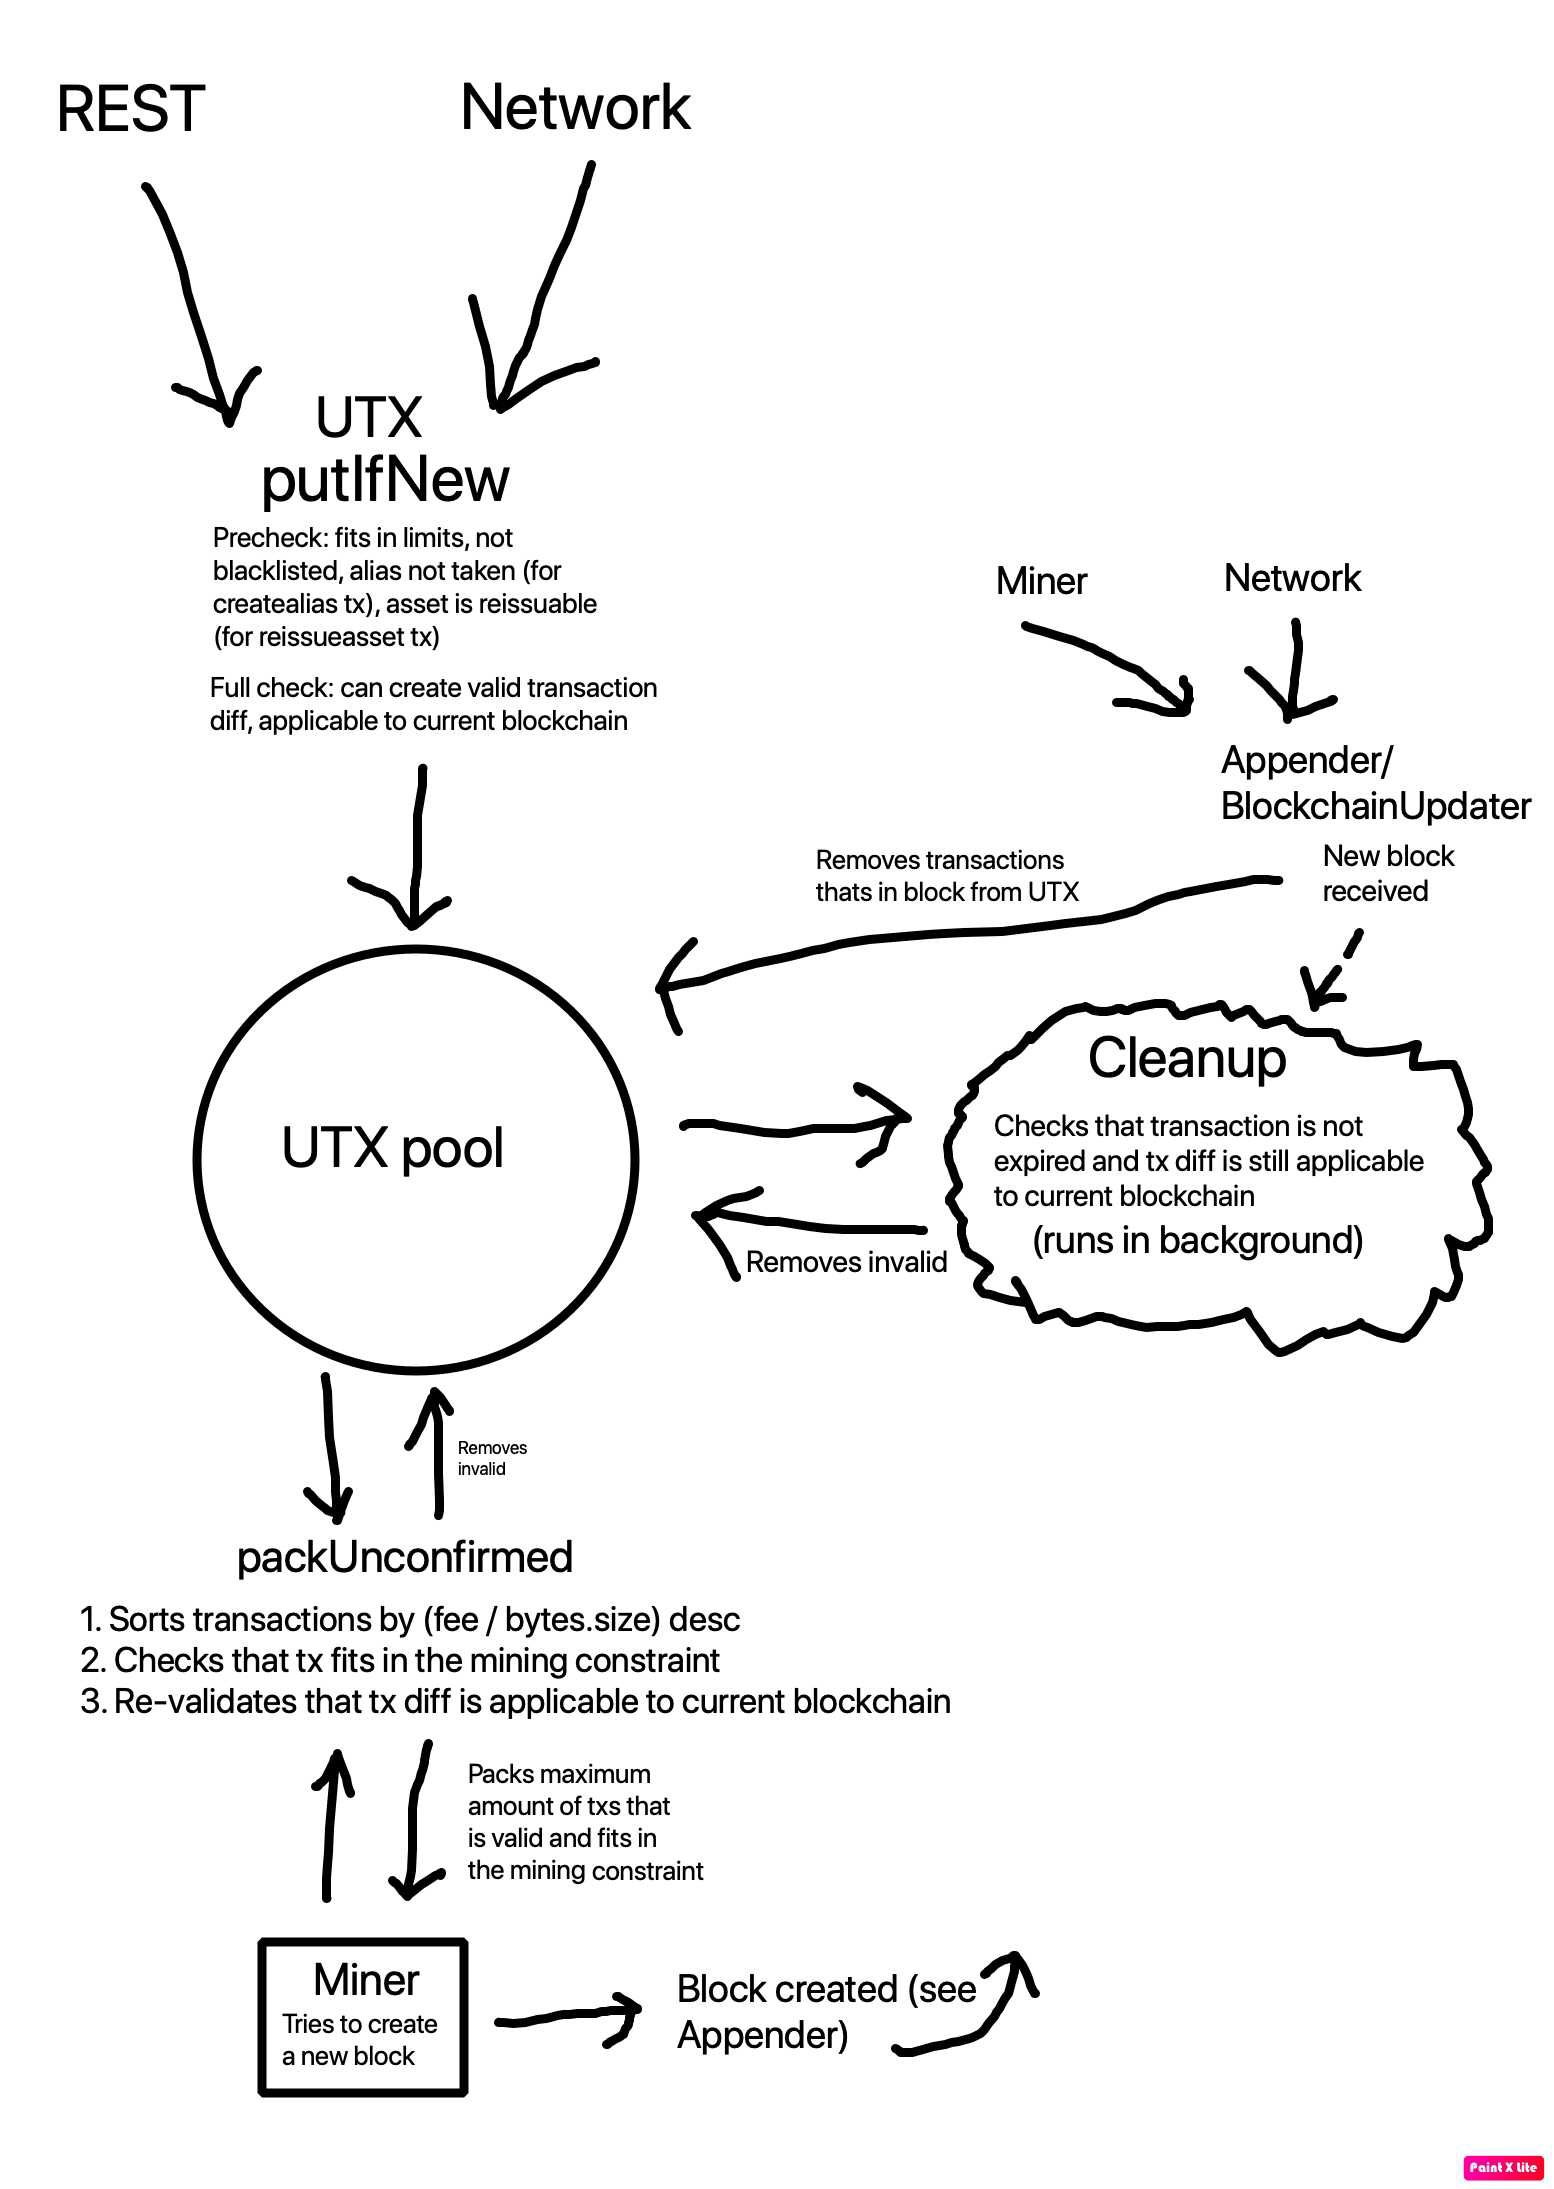 REST
Network
UTX
putIfNew
Precheck: fits in limits, not
blacklisted, alias not taken (for
createalias tx), asset is reissuable
(for reissueasset tx)
Full check: can create valid transaction
diff, applicable to current blockchain
Miner
Network
Appender/
BlockchainUpdater
New block
received
Removes transactions
thats in block from UTX
UTX pool
Cleanup
Checks that transaction is not
expired and tx diff is still applicable
to current blockchain
(runs in background)
Removes invalid
Removes
invalid
packUnconfirmed
1. Sorts transactions by (fee / bytes.size) desc
2. Checks that tx fits in the mining constraint
3. Re-validates that tx diff is applicable to current blockchain
Packs maximum
amount of txs that
is valid and fits in
the mining constraint
Miner
Tries to create
a new block
Block created (see
Appender)
Paint X Lite